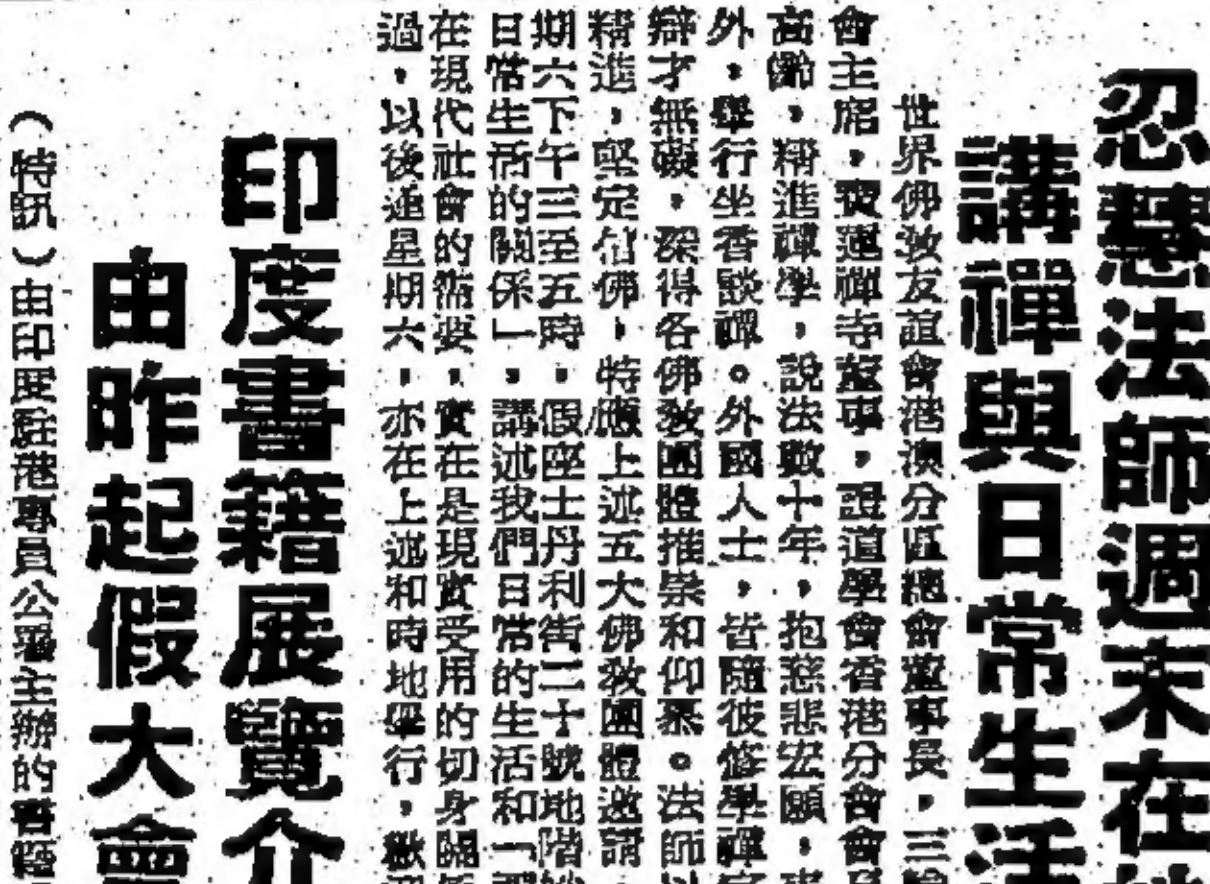 忍慧法師週末在
講禪與日常生活
世界佛教友誼會港澳分區總會董事長,三
會主席,蓮禪寺董事,證道學會香港分會會
高僧,精進禪學,說法數十年,抱慈悲宏願,
外,舉行坐香談禪。外國人士,皆隨彼修學禪
辯才無礙,深得各佛教團體推崇和仰慕。法師以
精進,堅定信佛,特應上述五大佛教團體邀請,
期六下午三至五時,假座士丹利街二十號地階
日常生活的關係」,講述我們日常的生活和「
在現代社會的需要,實在是現實受用的切身關
過,以後逢星期六,亦在上述和時地舉行,歡
印度書籍展覽介
由昨起假大會
(特訊)由印度駐港專員公署主辦的書籍